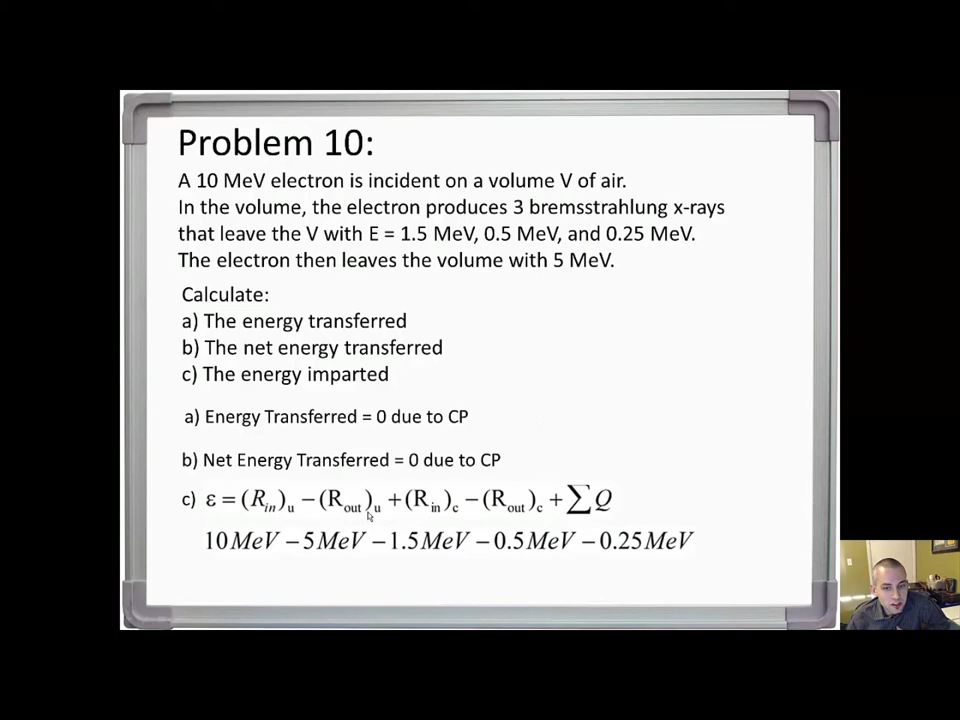 Problem 10:
A 10 MeV electron is incident on a volume V of air.
In the volume, the electron produces 3 bremsstrahlung x-rays
that leave the V with E = 1.5 MeV, 0.5 MeV, and 0.25 MeV.
The electron then leaves the volume with 5 MeV.
Calculate:
a) The energy transferred
b) The net energy transferred
c) The energy imparted
a) Energy Transferred = 0 due to CP
b) Net Energy Transferred = 0 due to CP
c) ε = (R_in)_u − (R_out)_u + (R_in)_c − (R_out)_c + ∑Q
10MeV − 5MeV − 1.5MeV − 0.5MeV − 0.25MeV